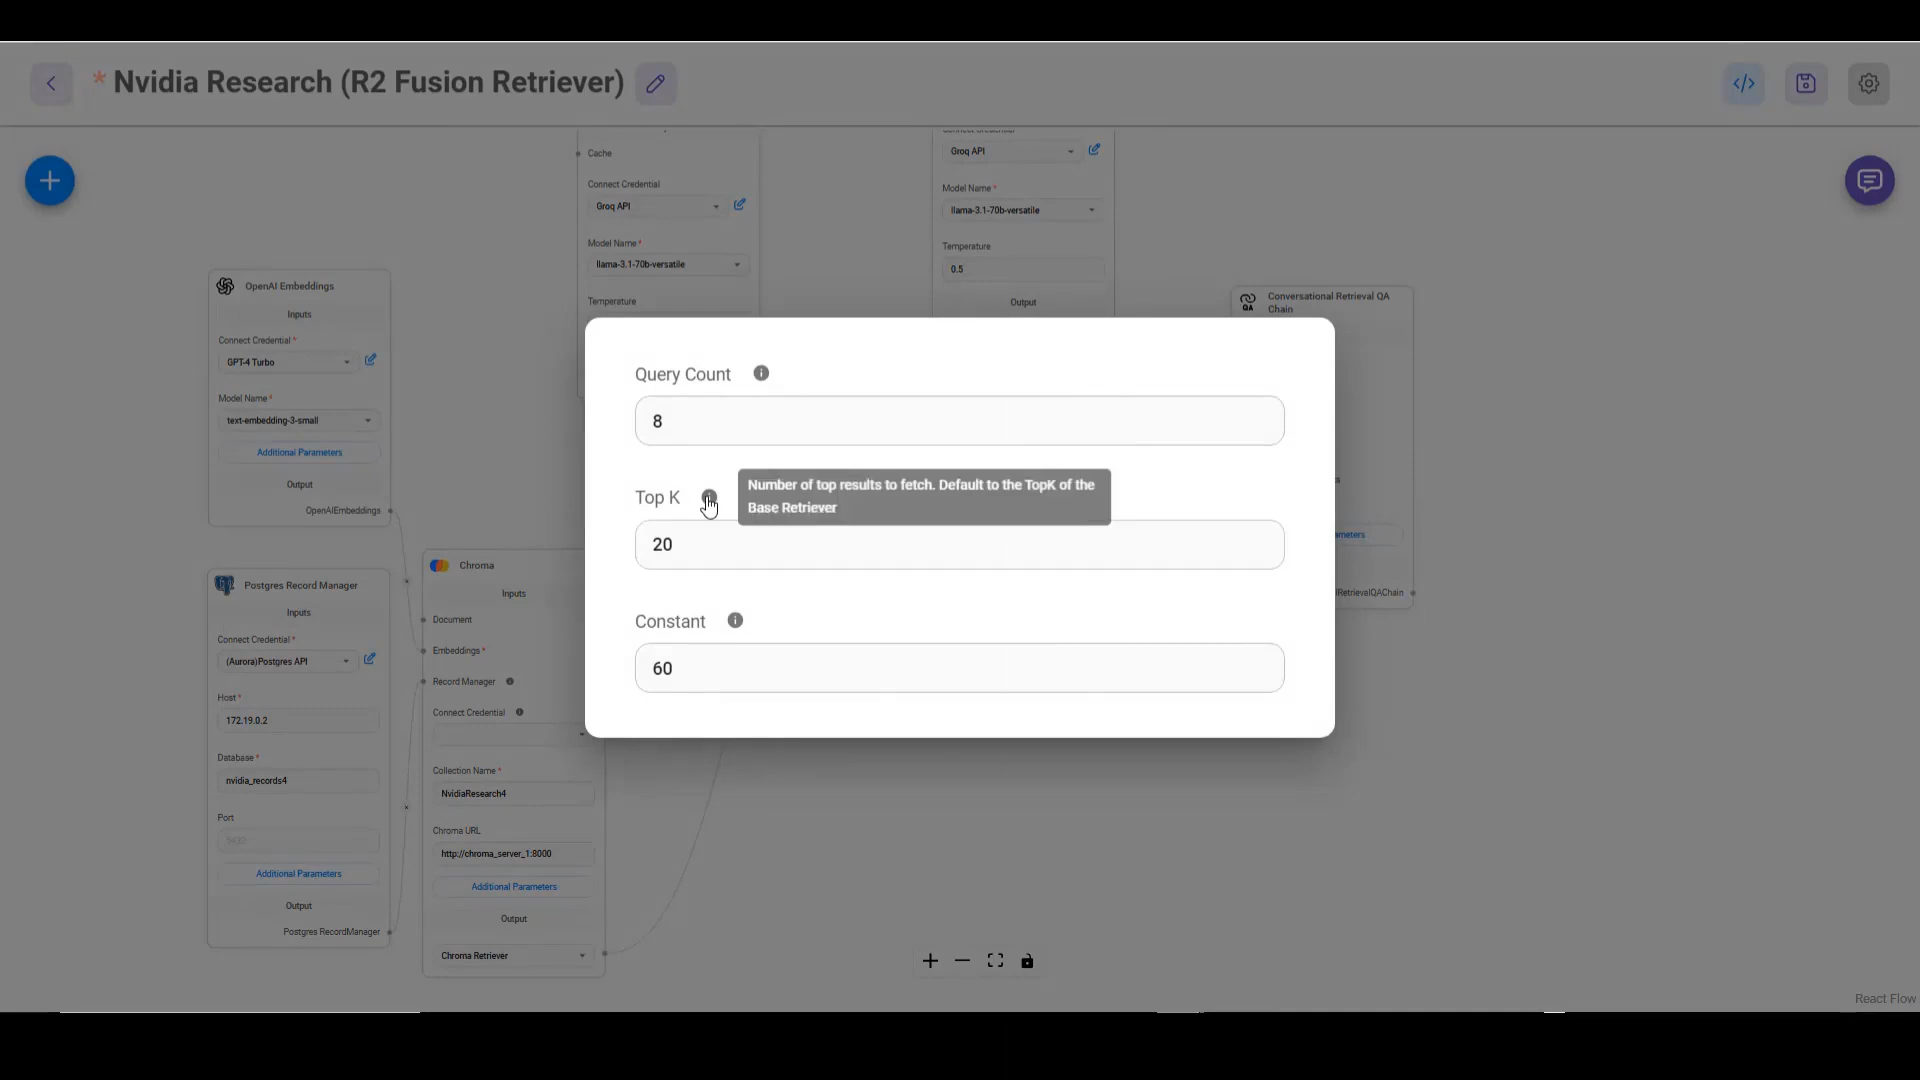 * Nvidia Research (R2 Fusion Retriever)
Cache
Connect Credential
Groq API
Model Name *
llama-3.1-70b-versatile
Temperature
Groq API
Model Name *
llama-3.1-70b-versatile
Temperature
0.5
Output
OpenAI Embeddings
Inputs
Connect Credential *
GPT-4 Turbo
Model Name *
text-embedding-3-small
Additional Parameters
Output
OpenAIEmbeddings
QA
Conversational Retrieval QA
Chain
Query Count
8
Top K
Number of top results to fetch. Default to the TopK of the
Base Retriever
20
Constant
60
RetrievalQAChain
Postgres Record Manager
Inputs
Connect Credential *
(Aurora)Postgres API
Host *
172.19.0.2
Database *
nvidia_records4
Port
5432
Additional Parameters
Output
Postgres RecordManager
Chroma
Inputs
Document
Embeddings *
Record Manager
Connect Credential
Collection Name *
NvidiaResearch4
Chroma URL
http://chroma_server_1:8000
Additional Parameters
Output
Chroma Retriever
React Flow